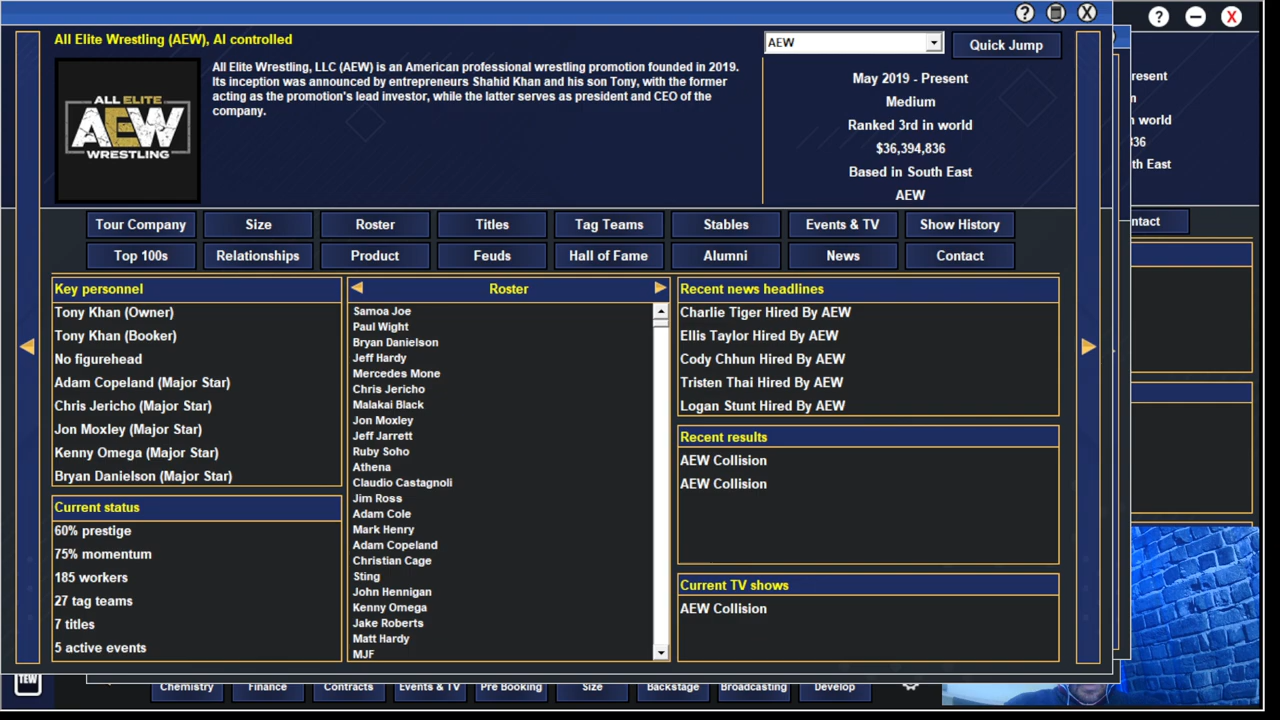 All Elite Wrestling (AEW), AI controlled
AEW
Quick Jump
ALL ELITE
AEW
WRESTLING
All Elite Wrestling, LLC (AEW) is an American professional wrestling promotion founded in 2019.
Its inception was announced by entrepreneurs Shahid Khan and his son Tony, with the former
acting as the promotion's lead investor, while the latter serves as president and CEO of the
company.
May 2019 - Present
Medium
Ranked 3rd in world
$36,394,836
Based in South East
AEW
Tour Company
Size
Roster
Titles
Tag Teams
Stables
Events & TV
Show History
Top 100s
Relationships
Product
Feuds
Hall of Fame
Alumni
News
Contact
Key personnel
Tony Khan (Owner)
Tony Khan (Booker)
No figurehead
Adam Copeland (Major Star)
Chris Jericho (Major Star)
Jon Moxley (Major Star)
Kenny Omega (Major Star)
Bryan Danielson (Major Star)
Current status
60% prestige
75% momentum
185 workers
27 tag teams
7 titles
5 active events
Roster
Samoa Joe
Paul Wight
Bryan Danielson
Jeff Hardy
Mercedes Mone
Chris Jericho
Malakai Black
Jon Moxley
Jeff Jarrett
Ruby Soho
Athena
Claudio Castagnoli
Jim Ross
Adam Cole
Mark Henry
Adam Copeland
Christian Cage
Sting
John Hennigan
Kenny Omega
Jake Roberts
Matt Hardy
MJF
Recent news headlines
Charlie Tiger Hired By AEW
Ellis Taylor Hired By AEW
Cody Chhun Hired By AEW
Tristen Thai Hired By AEW
Logan Stunt Hired By AEW
Recent results
AEW Collision
AEW Collision
Current TV shows
AEW Collision
resent
m
world
836
th East
ntact
TEW
Chemistry
Finance
Contracts
Events & TV
Pre Booking
Size
Backstage
Broadcasting
Develop